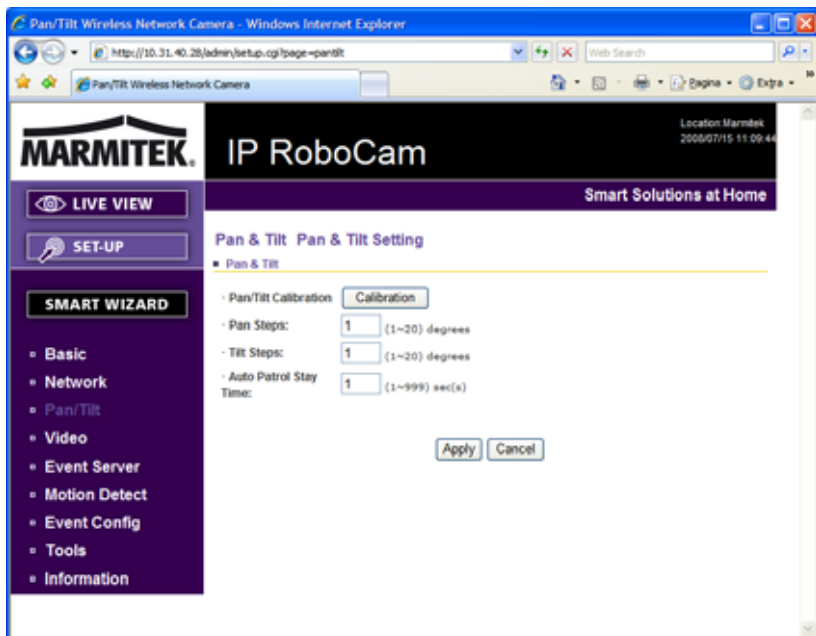 Pan/Tilt Wireless Network Camera - Windows Internet Explorer
http://10.31.40.28/admin/setup.cgi?page=pantilt
Web Search
Pan/Tilt Wireless Network Camera
Pagina
Extra
MARMITEK®
IP RoboCam
Location:Marmitek
2008/07/15 11:09:44
Smart Solutions at Home
LIVE VIEW
SET-UP
SMART WIZARD
Basic
Network
Pan/Tilt
Video
Event Server
Motion Detect
Event Config
Tools
Information
Pan & Tilt Pan & Tilt Setting
Pan & Tilt
Pan/Tilt Calibration Calibration
Pan Steps: 1 (1~20) degrees
Tilt Steps: 1 (1~20) degrees
Auto Patrol Stay
Time: 1 (1~999) sec(s)
Apply Cancel